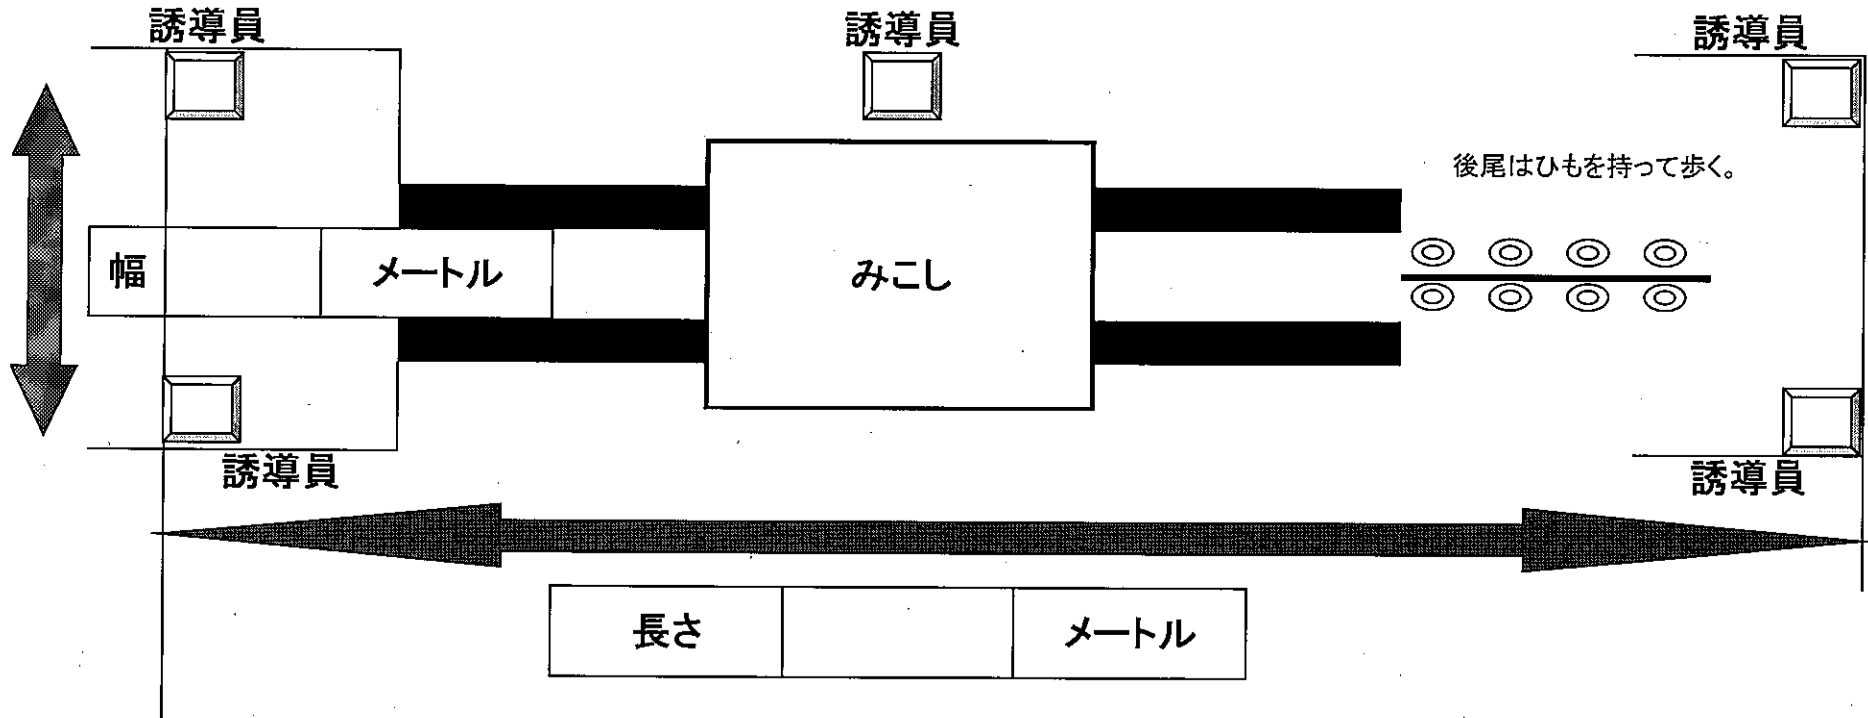 誘導員
誘導員
誘導員
後尾はひもを持って歩く。
幅 メートル
みこし
誘導員
誘導員
長さ メートル